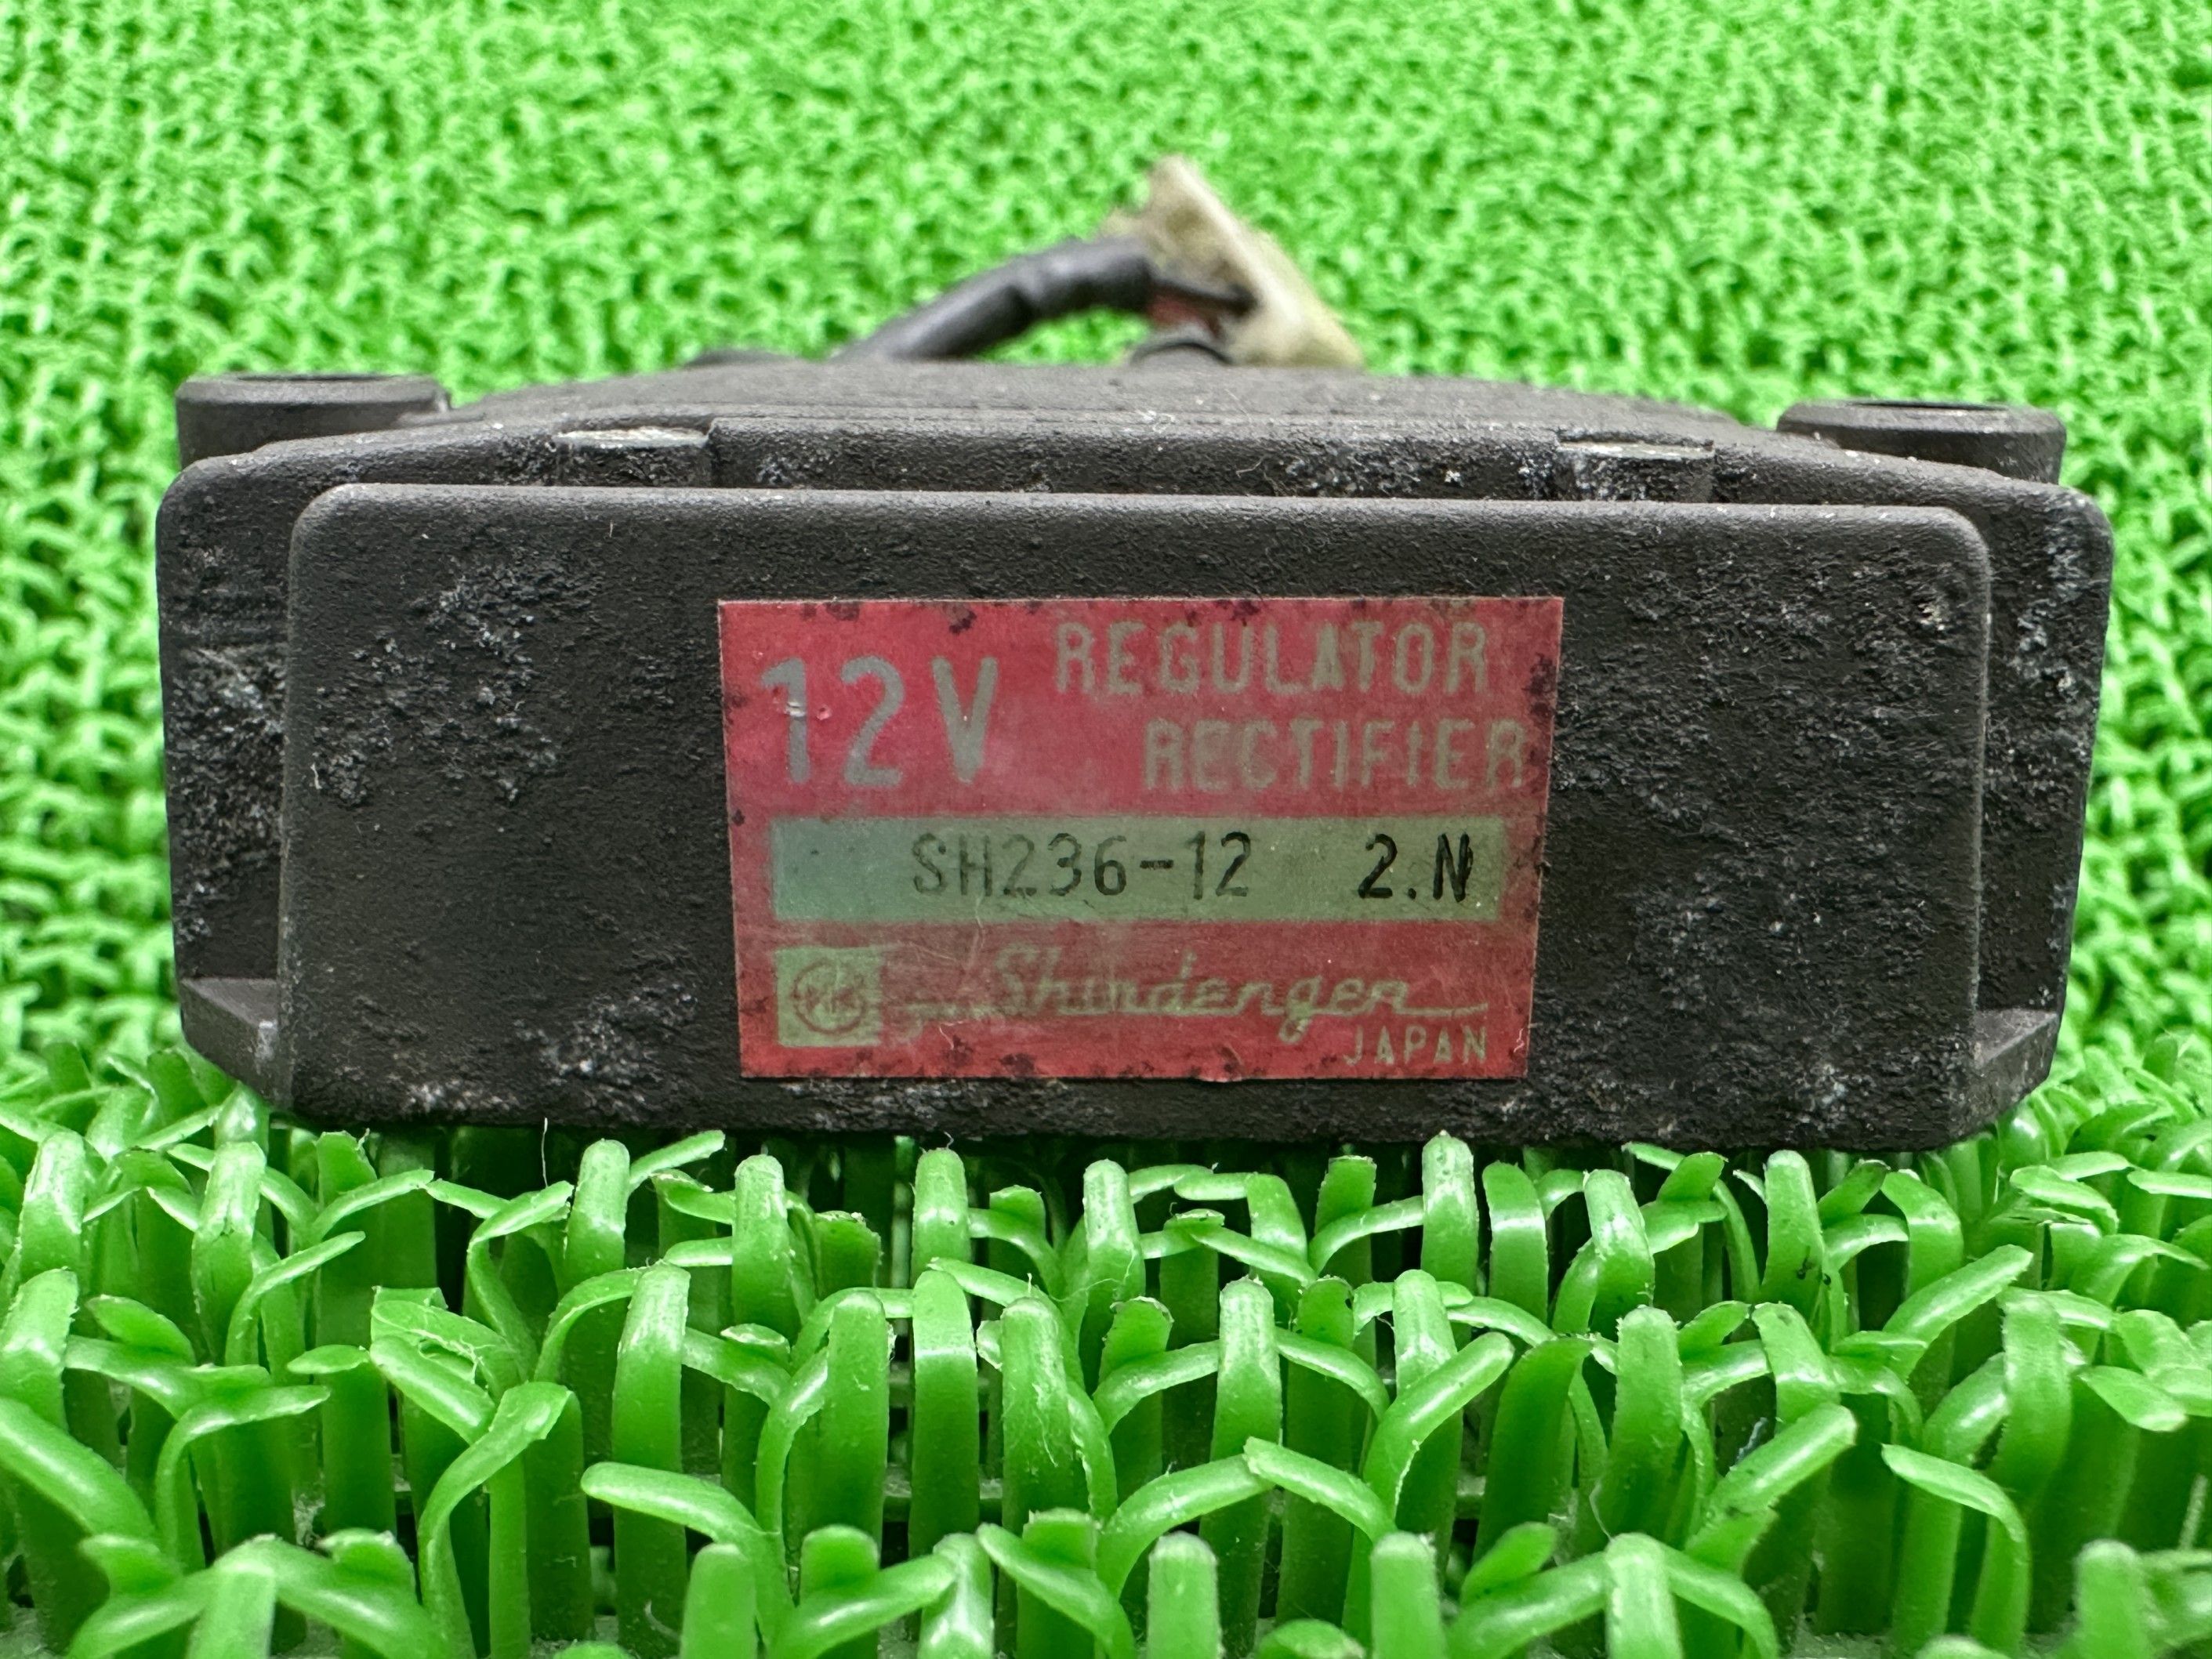 12V REGULATOR
RECTIFIER
SH236-12 2.N
Shindengen
JAPAN